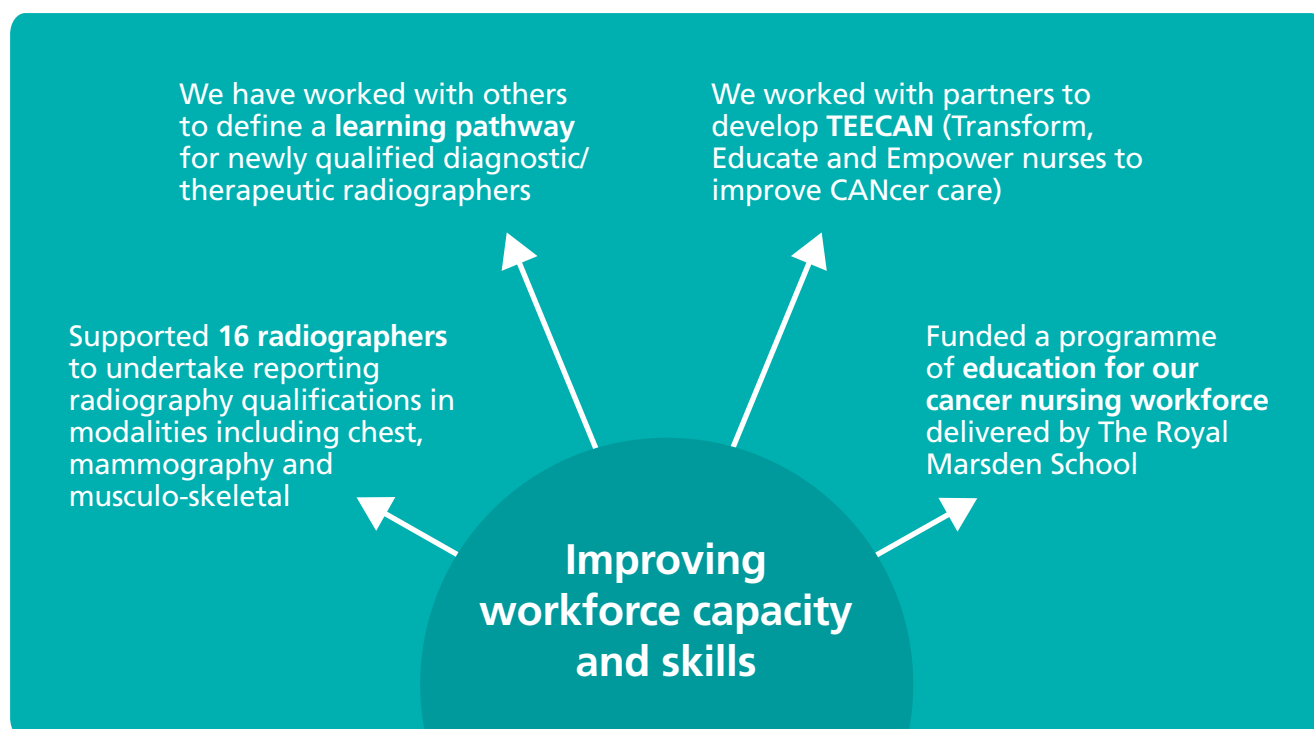 We have worked with others
to define a learning pathway
for newly qualified diagnostic/
therapeutic radiographers
We worked with partners to
develop TEECAN (Transform,
Educate and Empower nurses to
improve CANcer care)
Supported 16 radiographers
to undertake reporting
radiography qualifications in
modalities including chest,
mammography and
musculo-skeletal
Funded a programme
of education for our
cancer nursing workforce
delivered by The Royal
Marsden School
Improving
workforce capacity
and skills